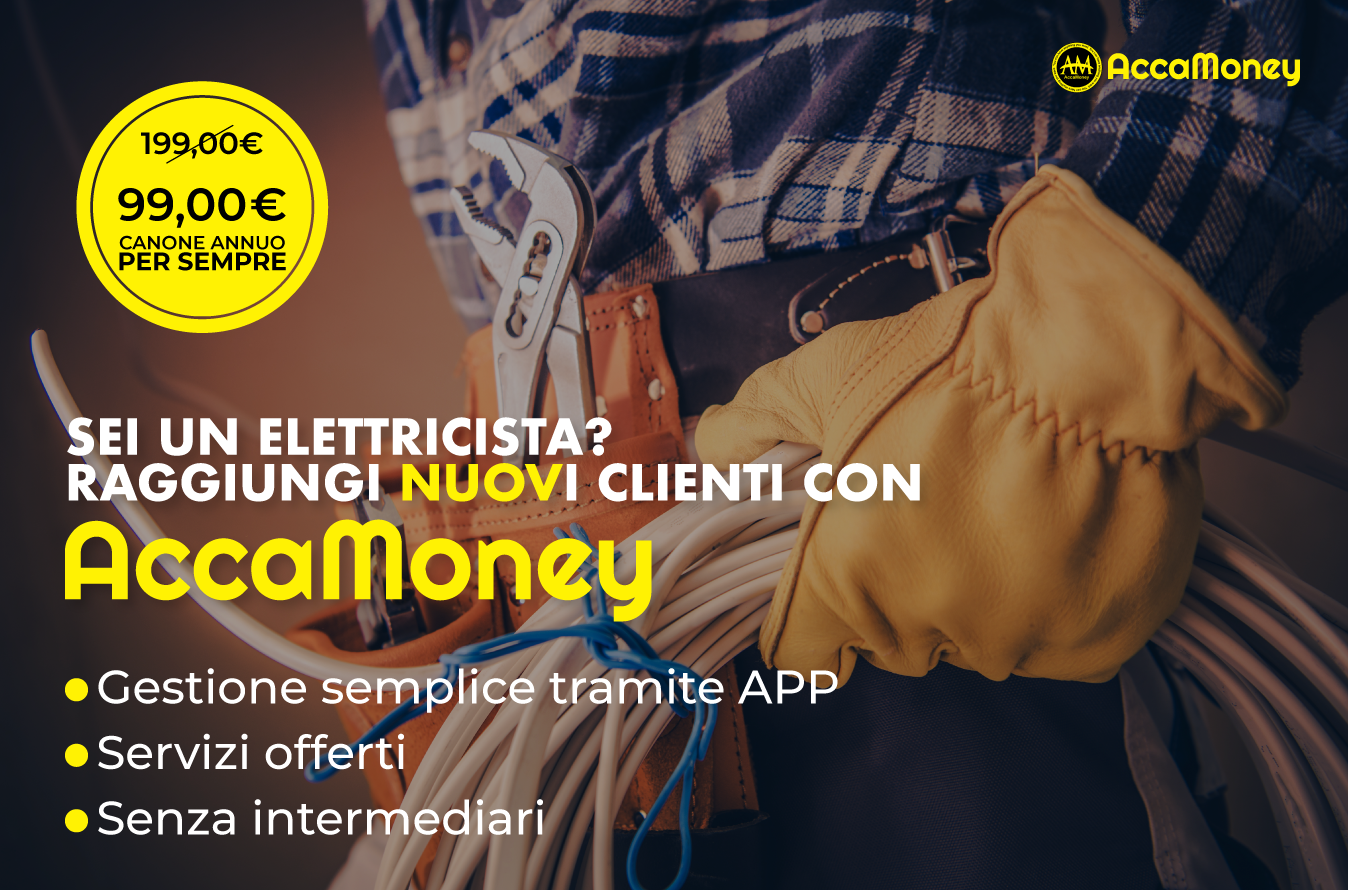 AccaMoney
199,00€
99,00€
CANONE ANNUO
PER SEMPRE
SEI UN ELETTRICISTA?
RAGGIUNGI NUOVI CLIENTI CON
AccaMoney
Gestione semplice tramite APP
Servizi offerti
Senza intermediari